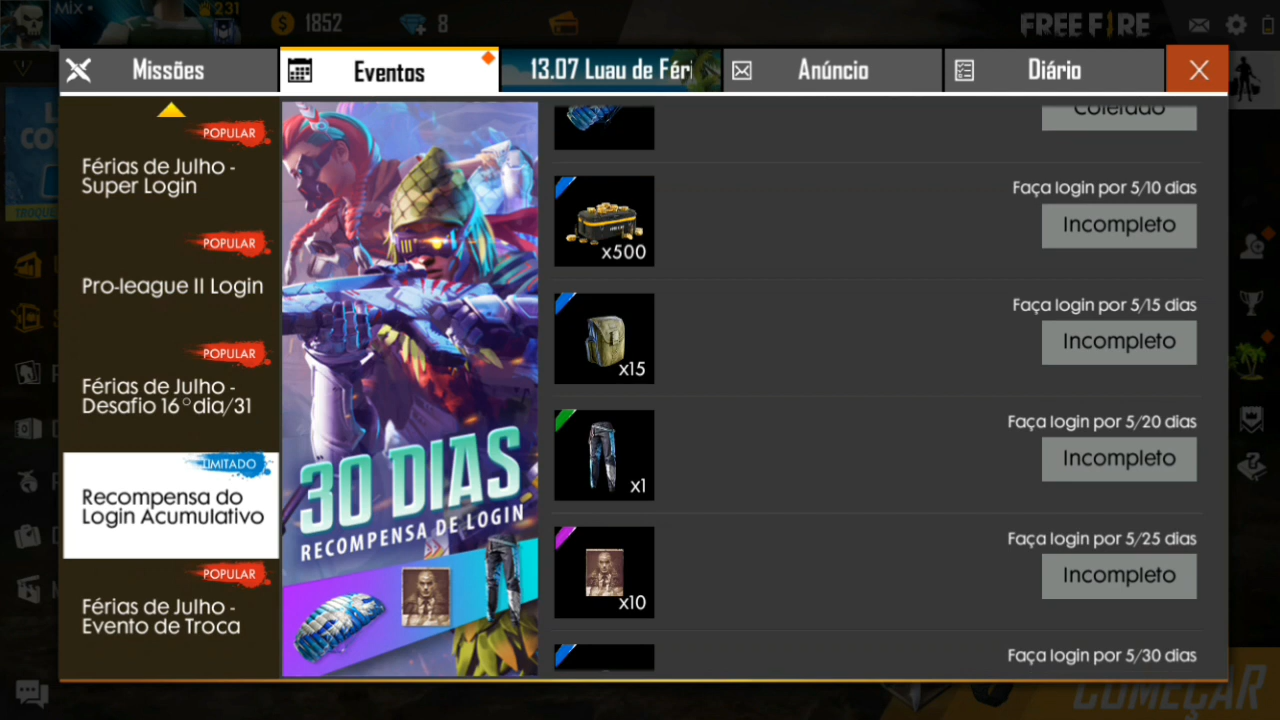 Mix
231
1852
8
FREE FIRE
Missões
Eventos
13.07 Luau de Féri
Anúncio
Diário
POPULAR
Férias de Julho -
Super Login
POPULAR
Pro-league II Login
POPULAR
Férias de Julho -
Desafio 16°dia/31
LIMITADO
Recompensa do
Login Acumulativo
POPULAR
Férias de Julho -
Evento de Troca
30 DIAS
RECOMPENSA DE LOGIN
Coletado
Faça login por 5/10 dias
x500
Incompleto
Faça login por 5/15 dias
x15
Incompleto
Faça login por 5/20 dias
x1
Incompleto
Faça login por 5/25 dias
x10
Incompleto
Faça login por 5/30 dias
COMEÇAR